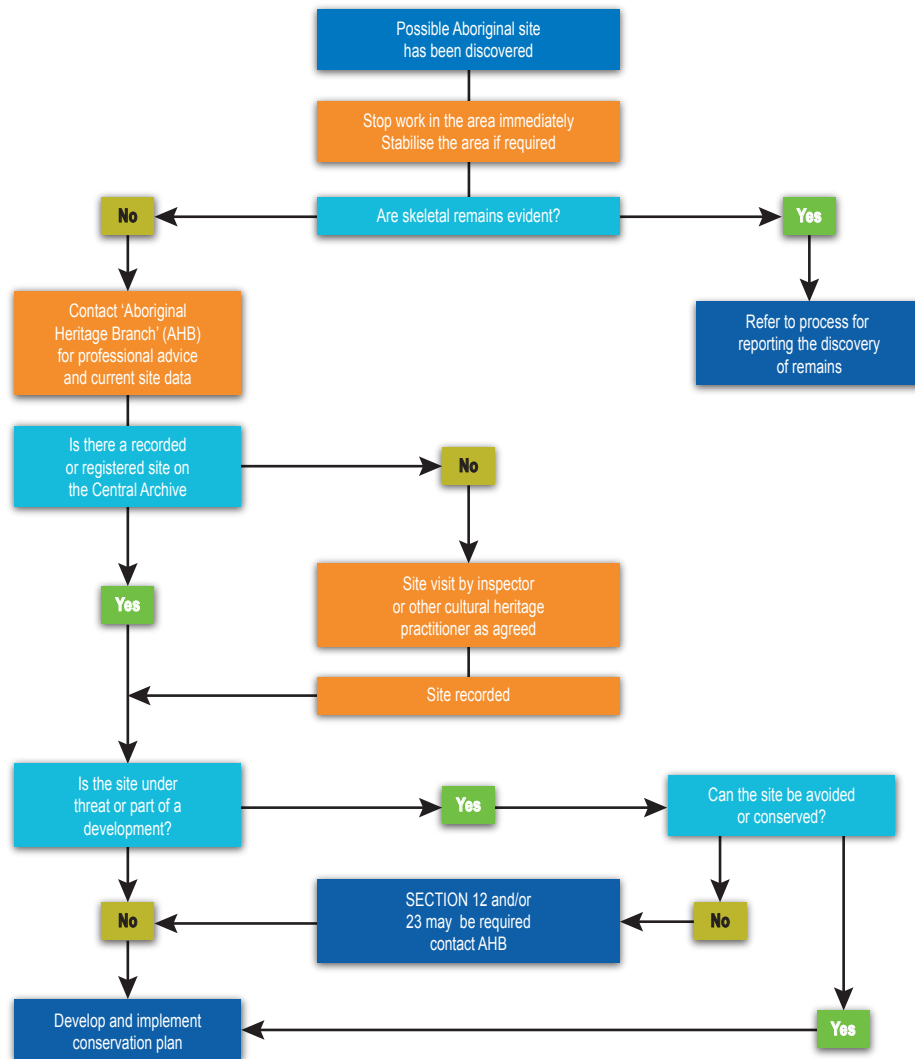 Possible Aboriginal site
has been discovered
Stop work in the area immediately
Stabilise the area if required
No
Are skeletal remains evident?
Yes
Contact ‘Aboriginal
Heritage Branch’ (AHB)
for professional advice
and current site data
Refer to process for
reporting the discovery
of remains
Is there a recorded
or registered site on
the Central Archive
No
Yes
Site visit by inspector
or other cultural heritage
practitioner as agreed
Site recorded
Is the site under
threat or part of a
development?
Yes
Can the site be avoided
or conserved?
No
SECTION 12 and/or
23 may be required
contact AHB
No
Develop and implement
conservation plan
Yes